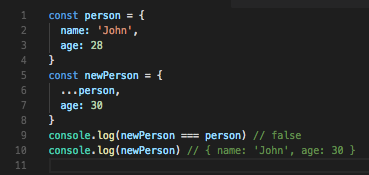 1 const person = {
2   name: 'John',
3   age: 28
4 }
5 const newPerson = {
6   ...person,
7   age: 30
8 }
9 console.log(newPerson === person) // false
10 console.log(newPerson) // { name: 'John', age: 30 }
11